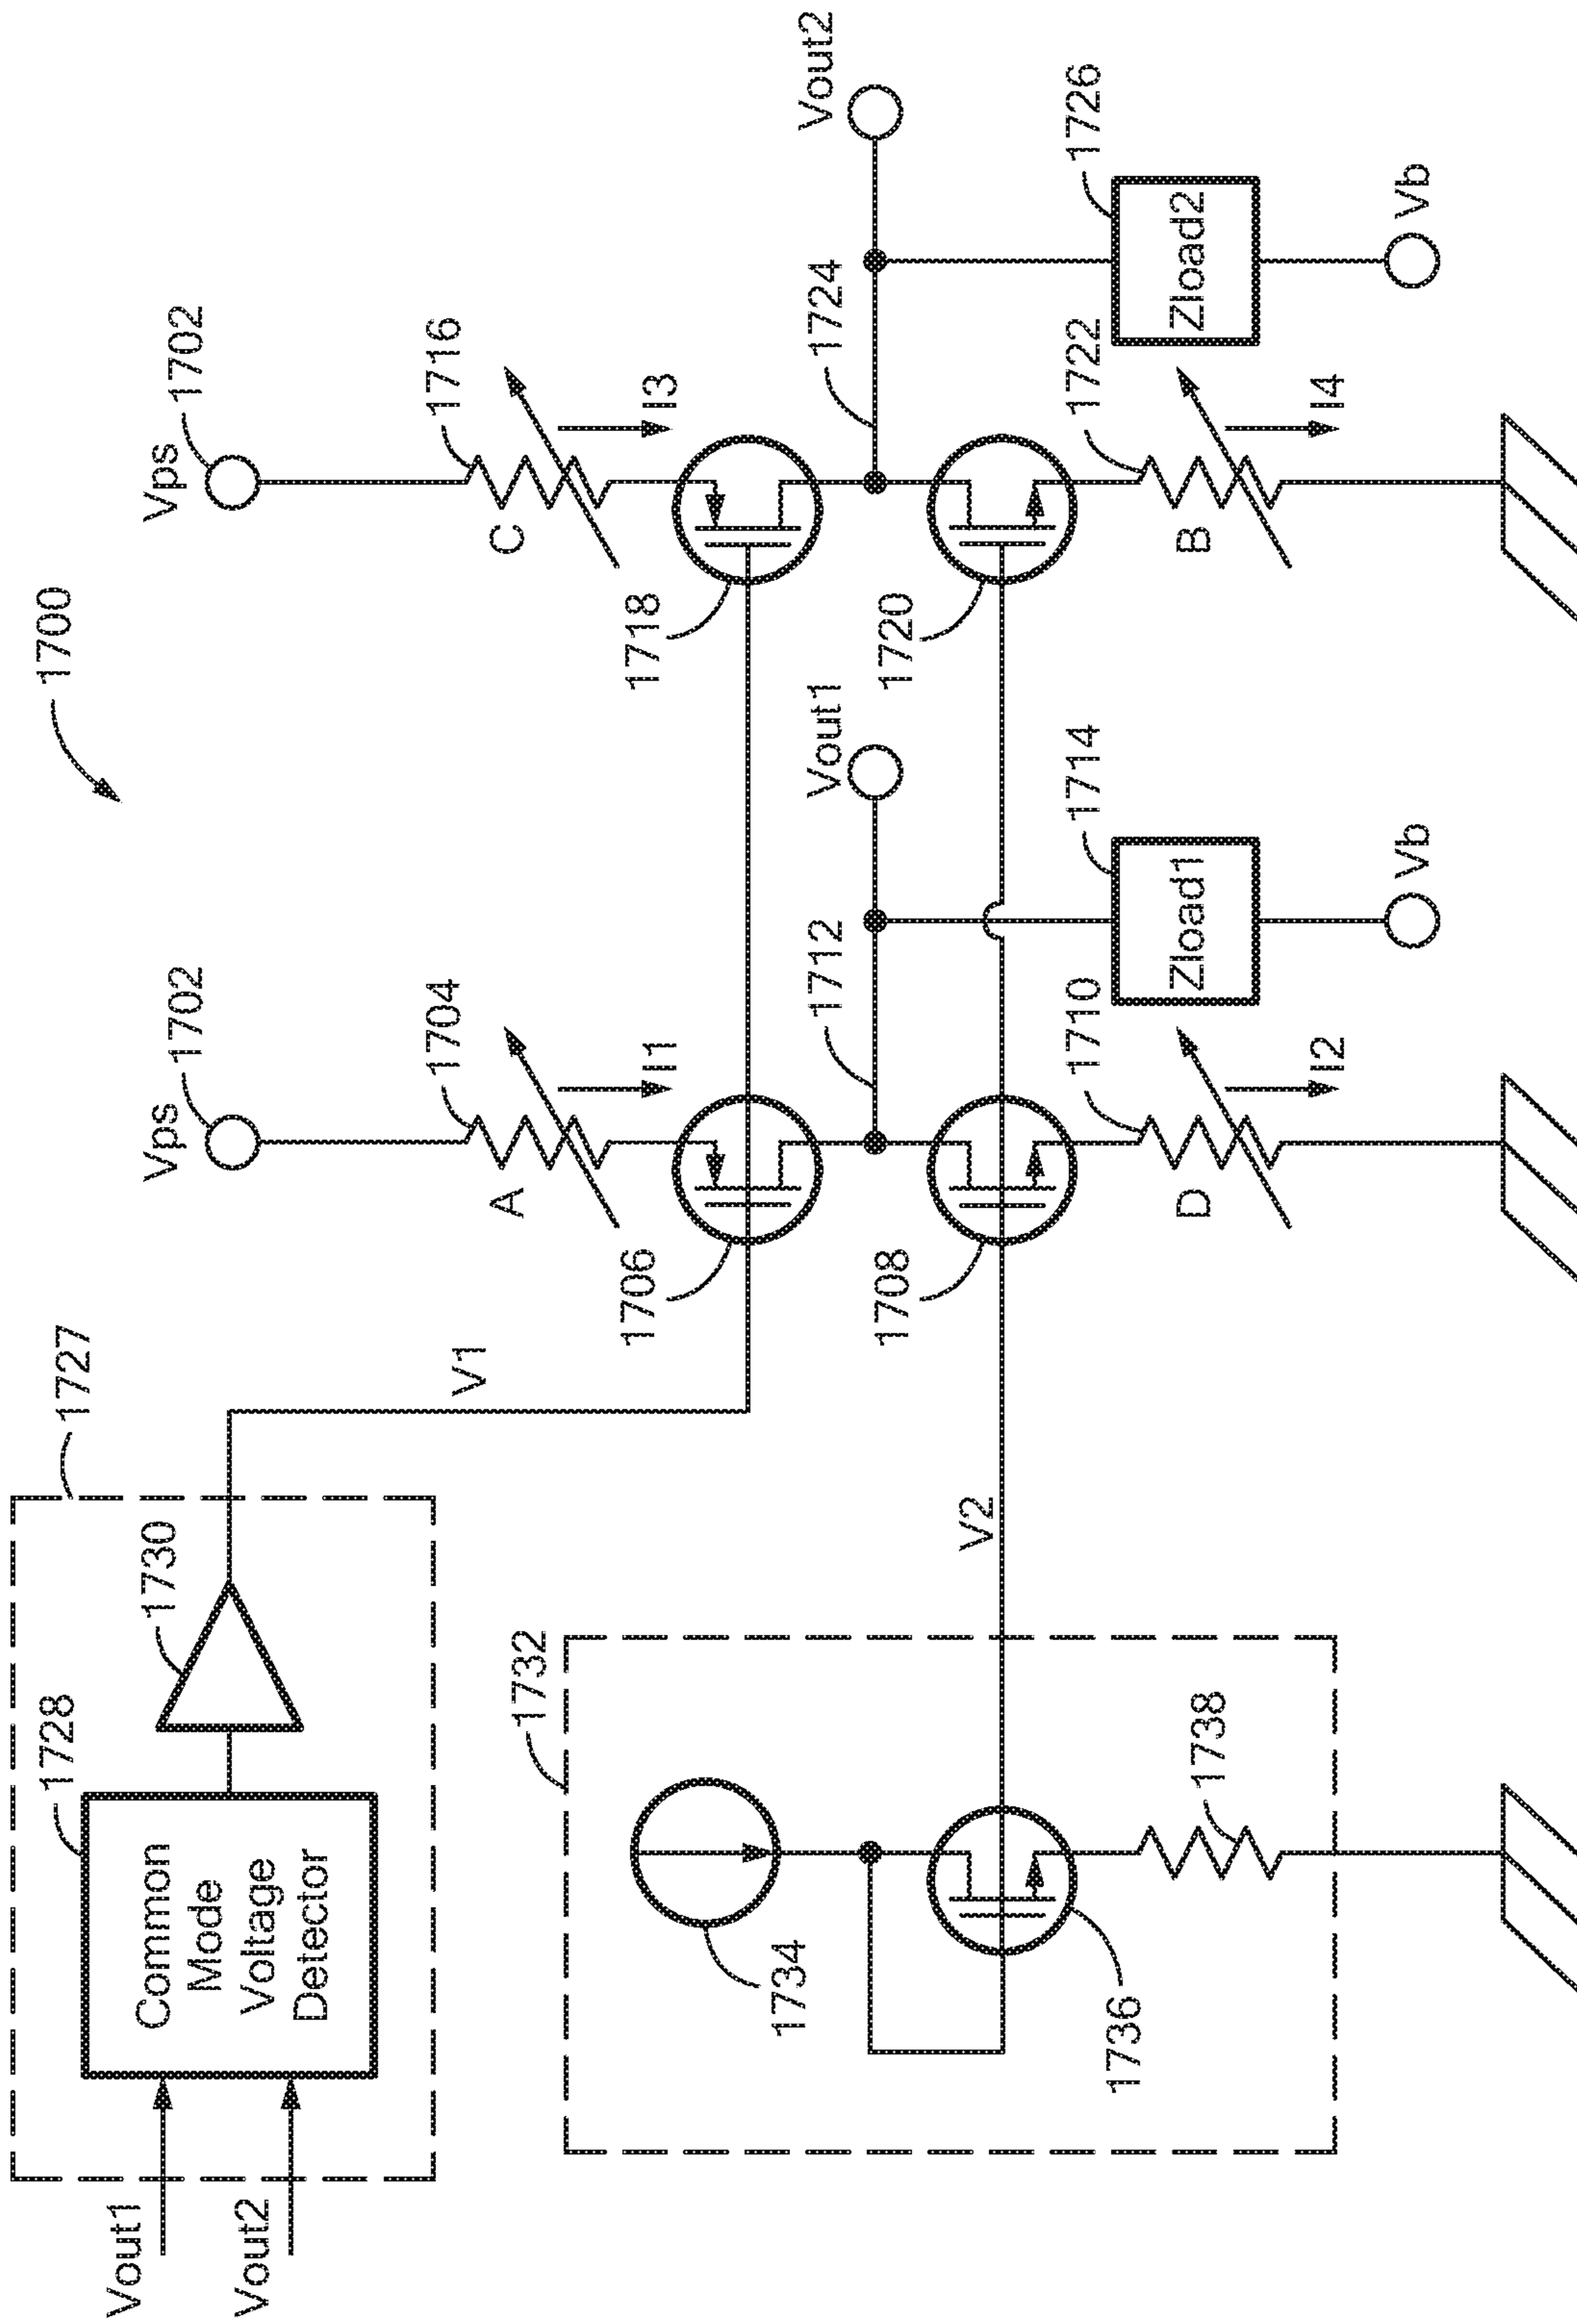 1700
Vout1
Vout2
Common
Mode
Voltage
Detector
1728
1730
1727
V1
Vps
1702
A
1704
I1
1706
1708
1712
Vout1
D
1710
I2
Zload1
1714
Vb
Vps
1702
C
1716
I3
1718
1720
1724
Vout2
B
1722
I4
Zload2
1726
Vb
1732
1734
1736
1738
V2